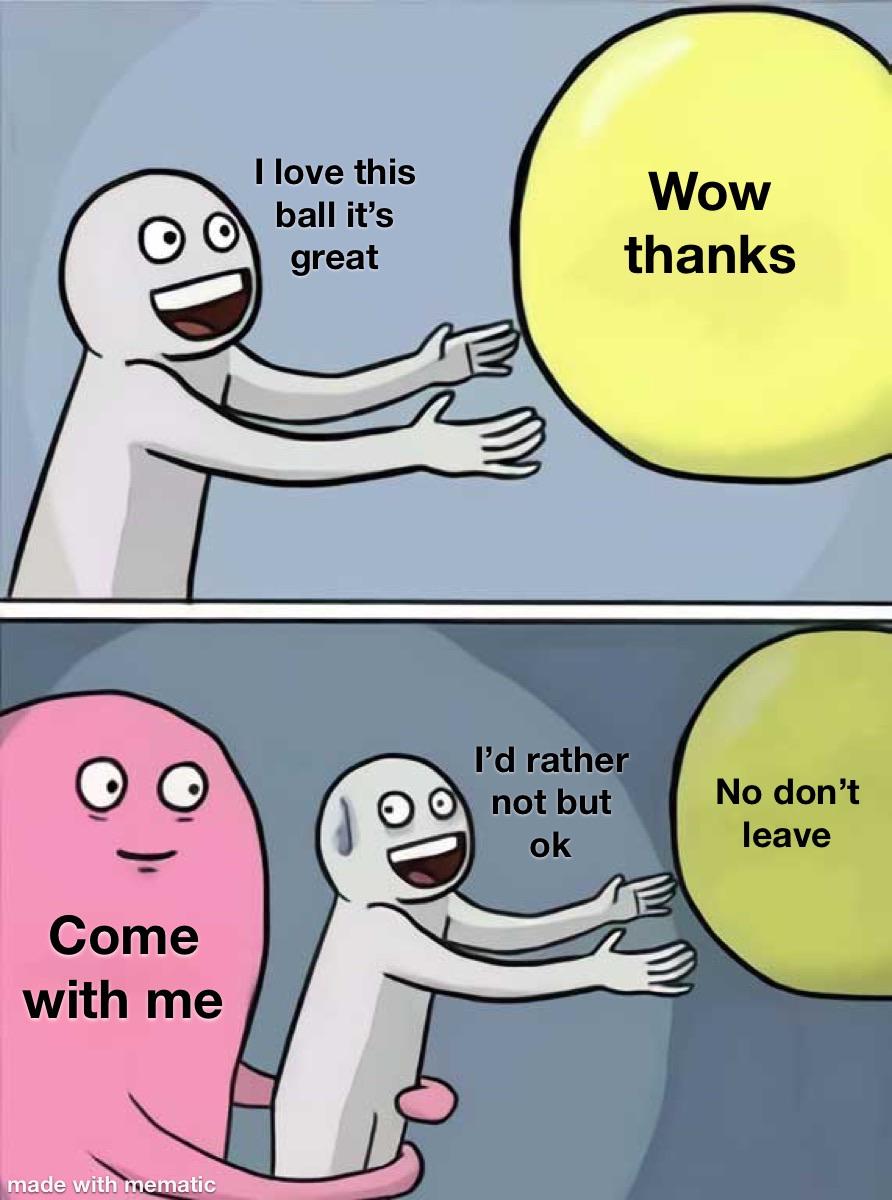 I love this
ball it’s
great
Wow
thanks
I’d rather
not but
ok
No don’t
leave
Come
with me
made with mematic